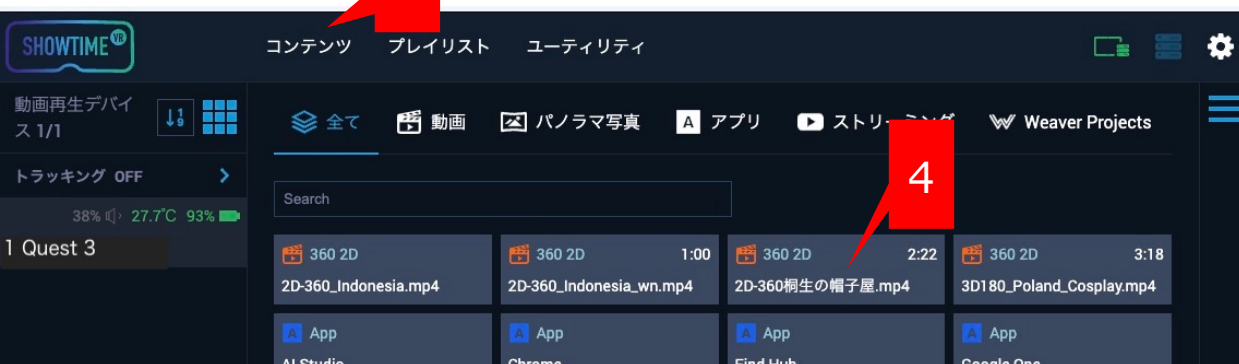 SHOWTIME VR
コンテンツ プレイリスト ユーティリティ
動画再生デバイ
ス 1/1
全て 動画 パノラマ写真 A アプリ ストリーミング Weaver Projects
トラッキング OFF
4
Search
38% 27.7°C 93%
1 Quest 3
360 2D
2D-360_Indonesia.mp4
360 2D 1:00
2D-360_Indonesia_wn.mp4
360 2D 2:22
2D-360桐生の帽子屋.mp4
360 2D 3:18
3D180_Poland_Cosplay.mp4
A App
AI Studio
A App
Chrome
A App
Find Hub
A App
Google One